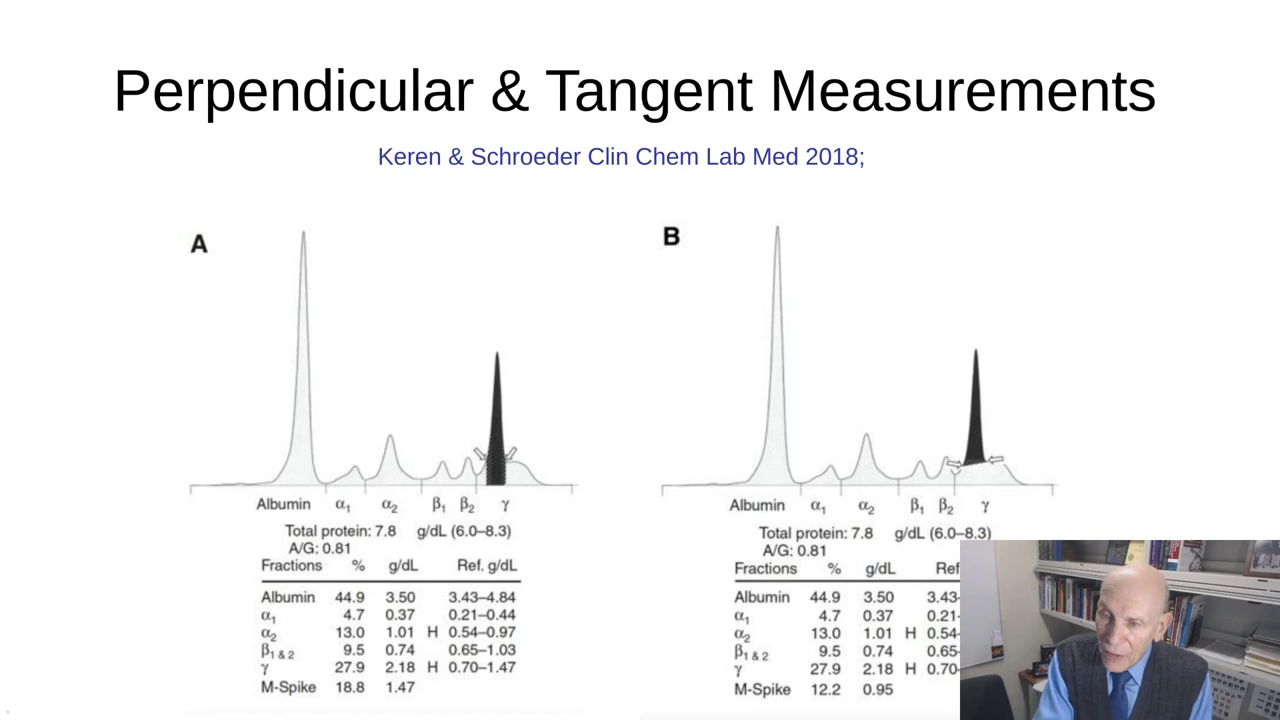 Perpendicular & Tangent Measurements
Keren & Schroeder Clin Chem Lab Med 2018;
A
Albumin α1 α2 β1 β2 γ
Total protein: 7.8 g/dL (6.0–8.3)
A/G: 0.81
Fractions % g/dL Ref. g/dL
Albumin 44.9 3.50 3.43–4.84
α1 4.7 0.37 0.21–0.44
α2 13.0 1.01 H 0.54–0.97
β1 & 2 9.5 0.74 0.65–1.03
γ 27.9 2.18 H 0.70–1.47
M-Spike 18.8 1.47
B
Albumin α1 α2 β1 β2 γ
Total protein: 7.8 g/dL (6.0–8.3)
A/G: 0.81
Fractions % g/dL Ref
Albumin 44.9 3.50 3.43–
α1 4.7 0.37 0.21–
α2 13.0 1.01 H 0.54–
β1 & 2 9.5 0.74 0.65–
γ 27.9 2.18 H 0.70–
M-Spike 12.2 0.95